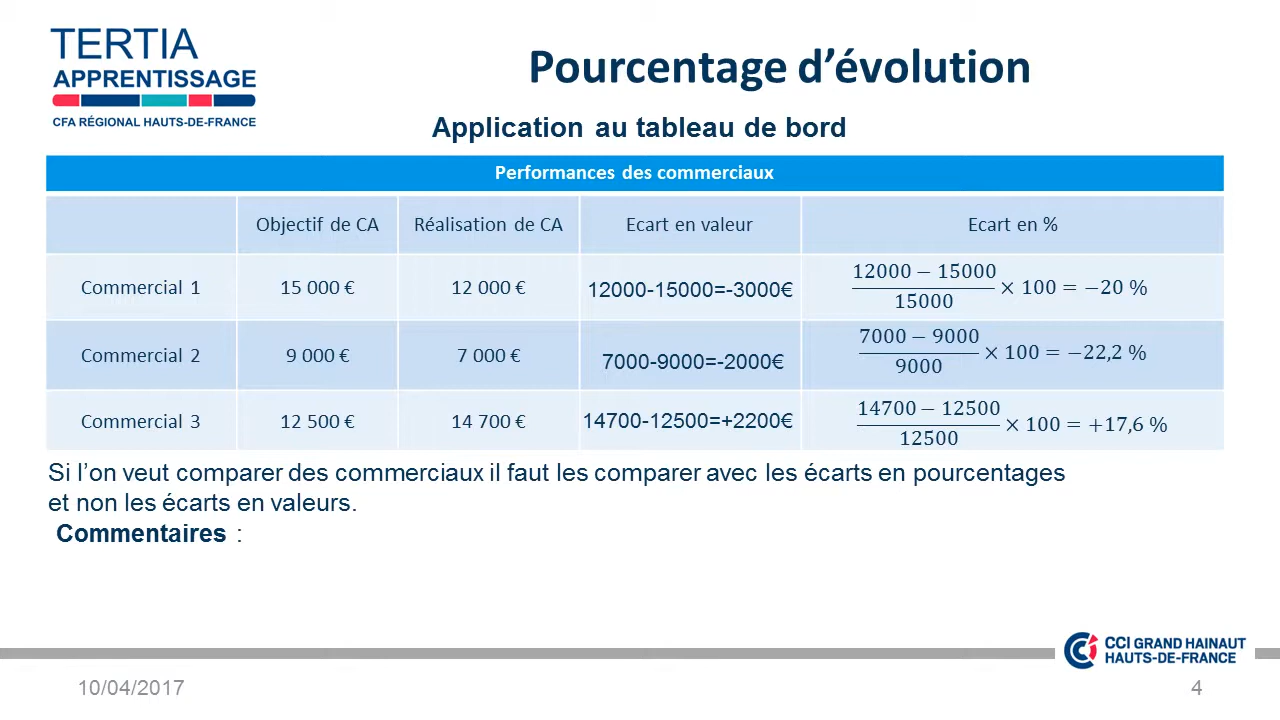 TERTIA
APPRENTISSAGE
CFA RÉGIONAL HAUTS-DE-FRANCE
Pourcentage d’évolution
Application au tableau de bord
Performances des commerciaux
Objectif de CA Réalisation de CA Ecart en valeur Ecart en %
Commercial 1 15 000 € 12 000 € 12000-15000=-3000€ 12000 − 15000 / 15000 × 100 = −20 %
Commercial 2 9 000 € 7 000 € 7000-9000=-2000€ 7000 − 9000 / 9000 × 100 = −22,2 %
Commercial 3 12 500 € 14 700 € 14700-12500=+2200€ 14700 − 12500 / 12500 × 100 = +17,6 %
Si l’on veut comparer des commerciaux il faut les comparer avec les écarts en pourcentages
et non les écarts en valeurs.
Commentaires :
CCI GRAND HAINAUT
HAUTS-DE-FRANCE
10/04/2017 4